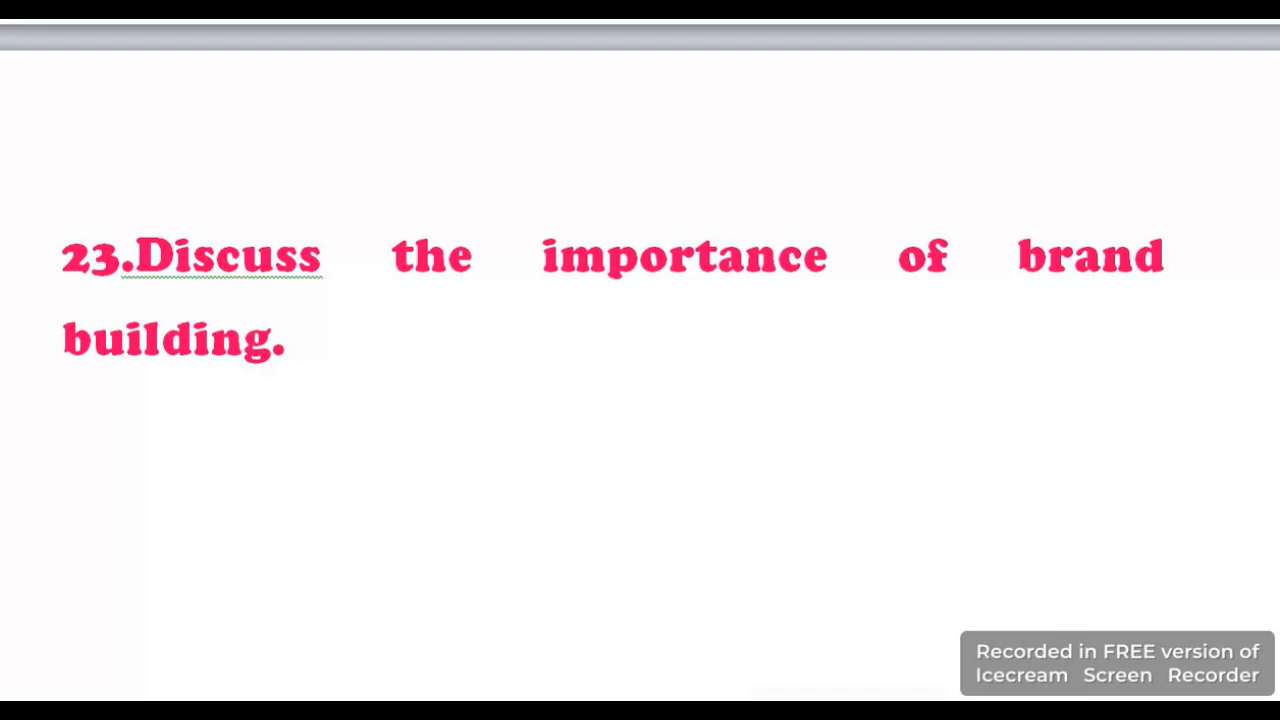 23.Discuss the importance of brand
building.
Recorded in FREE version of
Icecream Screen Recorder